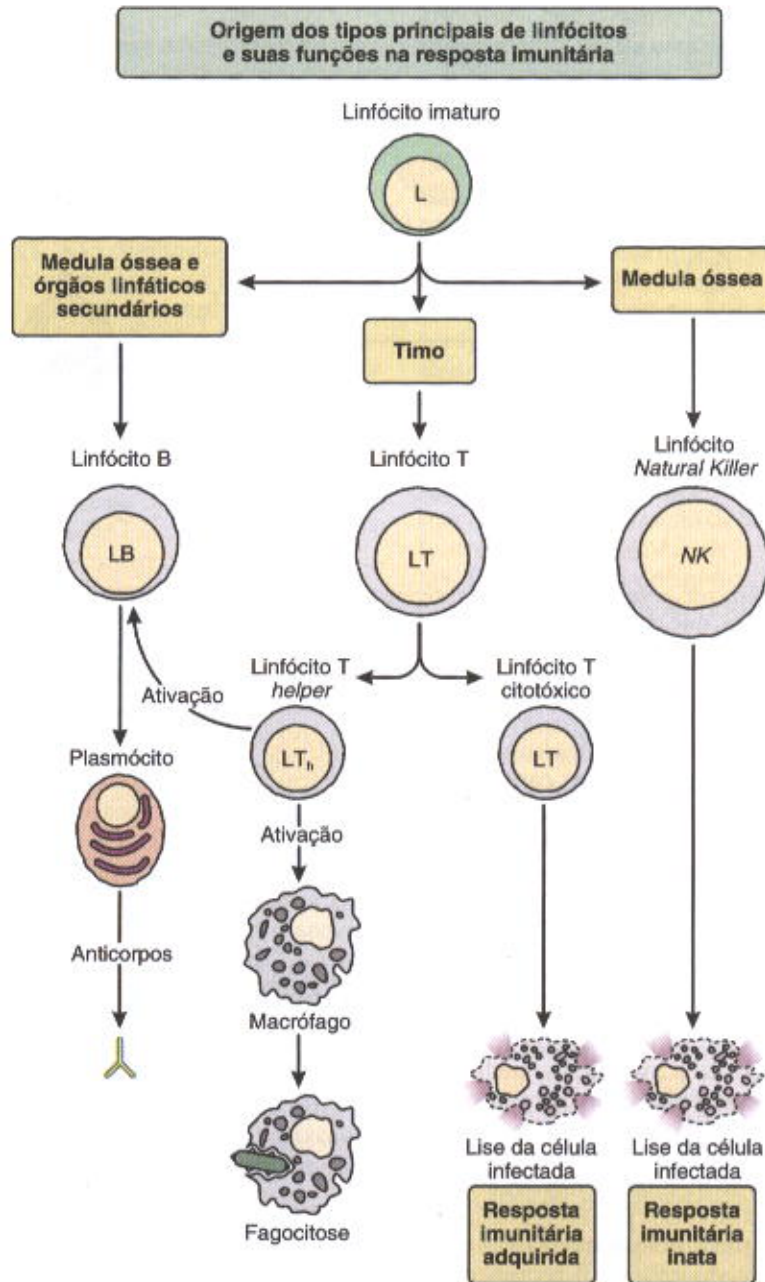 Origem dos tipos principais de linfócitos
e suas funções na resposta imunitária
Linfócito imaturo
L
Medula óssea e
órgãos linfáticos
secundários
Timo
Medula óssea
Linfócito B
LB
Linfócito T
LT
Linfócito
Natural Killer
NK
Linfócito T
helper
LTh
Linfócito T
citotóxico
LT
Ativação
Plasmócito
Ativação
Anticorpos
Macrófago
Fagocitose
Lise da célula
infectada
Resposta
imunitária
adquirida
Lise da célula
infectada
Resposta
imunitária
inata